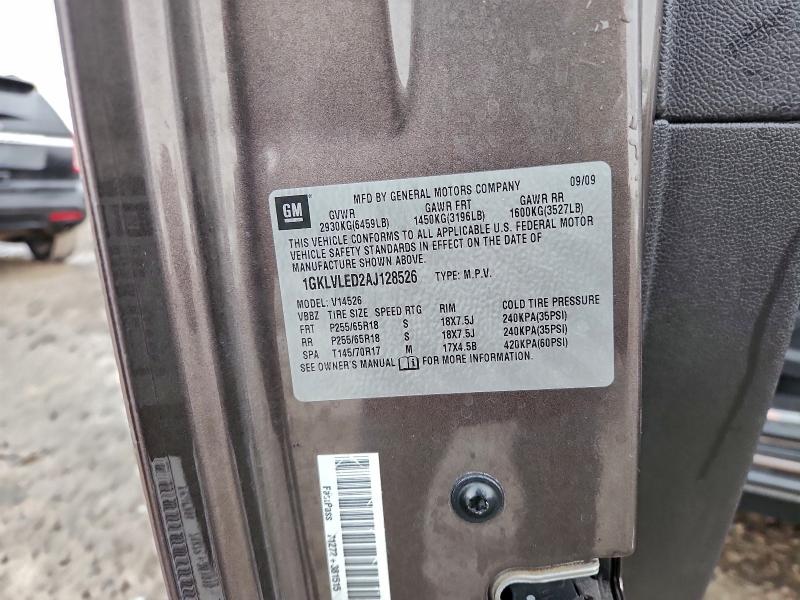 GM
MFD BY GENERAL MOTORS COMPANY 09/09
GVWR GAWR FRT GAWR RR
2930KG(6459LB) 1450KG(3196LB) 1600KG(3527LB)
THIS VEHICLE CONFORMS TO ALL APPLICABLE U.S. FEDERAL MOTOR
VEHICLE SAFETY STANDARDS IN EFFECT ON THE DATE OF
MANUFACTURE SHOWN ABOVE.
1GKLVLED2AJ128526 TYPE: M.P.V.
MODEL: V14526
VBBZ TIRE SIZE SPEED RTG RIM COLD TIRE PRESSURE
FRT P255/65R18 S 18X7.5J 240KPA(35PSI)
RR P255/65R18 S 18X7.5J 240KPA(35PSI)
SPA T145/70R17 M 17X4.5B 420KPA(60PSI)
SEE OWNER'S MANUAL FOR MORE INFORMATION.
FasPass 71272